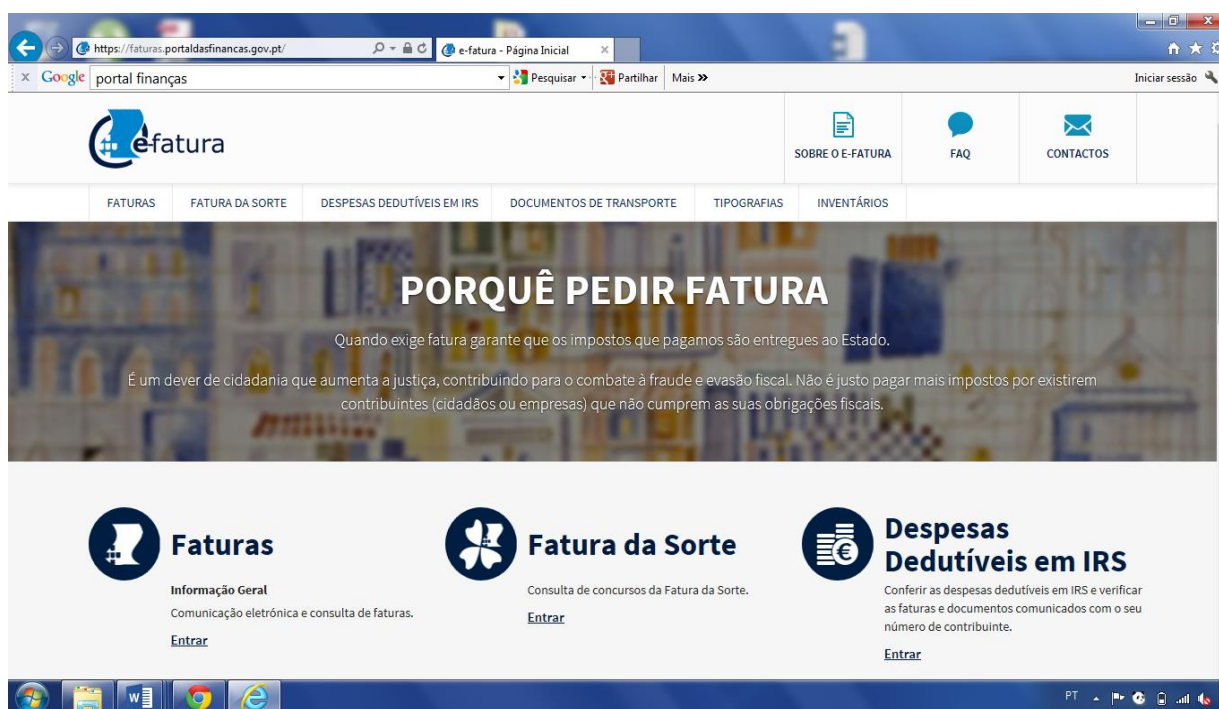 https://faturas.portaldasfinancas.gov.pt/
e-fatura - Página Inicial
Google portal finanças Pesquisar Partilhar Mais »
Iniciar sessão
e-fatura
SOBRE O E-FATURA
FAQ
CONTACTOS
FATURAS FATURA DA SORTE DESPESAS DEDUTÍVEIS EM IRS DOCUMENTOS DE TRANSPORTE TIPOGRAFIAS INVENTÁRIOS
PORQUÊ PEDIR FATURA
Quando exige fatura garante que os impostos que pagamos são entregues ao Estado.
É um dever de cidadania que aumenta a justiça, contribuindo para o combate à fraude e evasão fiscal. Não é justo pagar mais impostos por existirem
contribuintes (cidadãos ou empresas) que não cumprem as suas obrigações fiscais.
Faturas
Informação Geral
Comunicação eletrónica e consulta de faturas.
Entrar
Fatura da Sorte
Consulta de concursos da Fatura da Sorte.
Entrar
Despesas
Dedutíveis em IRS
Conferir as despesas dedutíveis em IRS e verificar
as faturas e documentos comunicados com o seu
número de contribuinte.
Entrar
PT